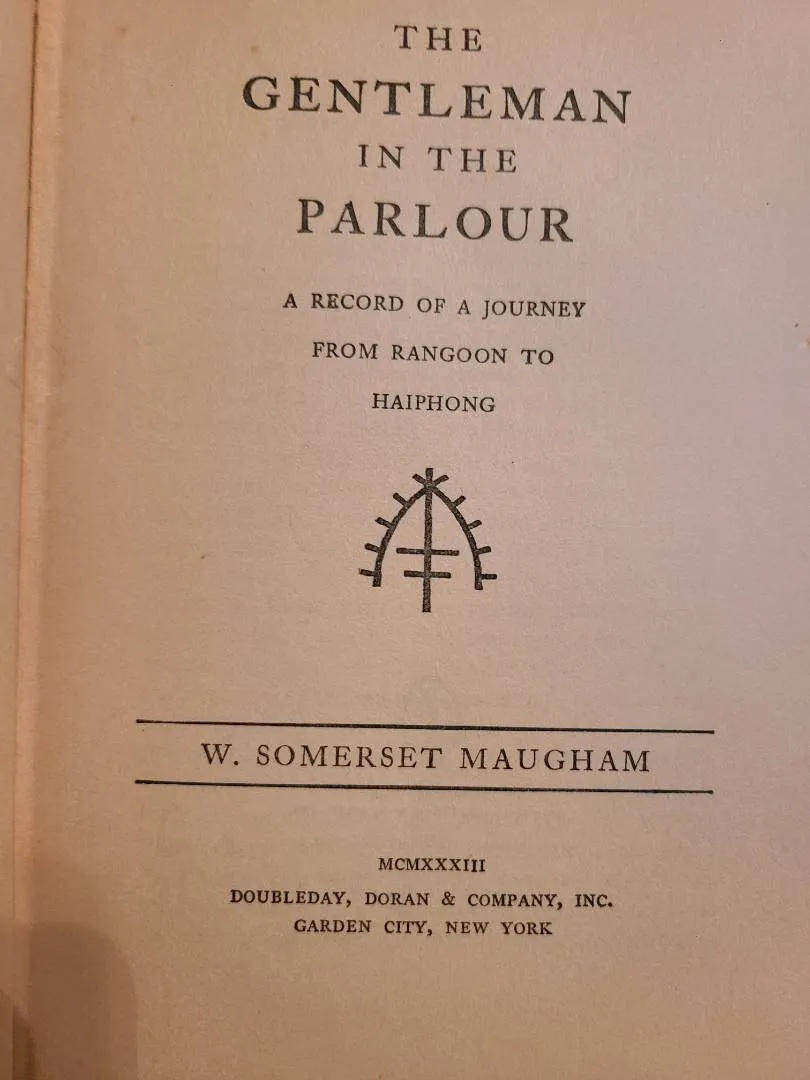 THE
GENTLEMAN
IN THE
PARLOUR
A RECORD OF A JOURNEY
FROM RANGOON TO
HAIPHONG
W. SOMERSET MAUGHAM
MCMXXXIII
DOUBLEDAY, DORAN & COMPANY, INC.
GARDEN CITY, NEW YORK